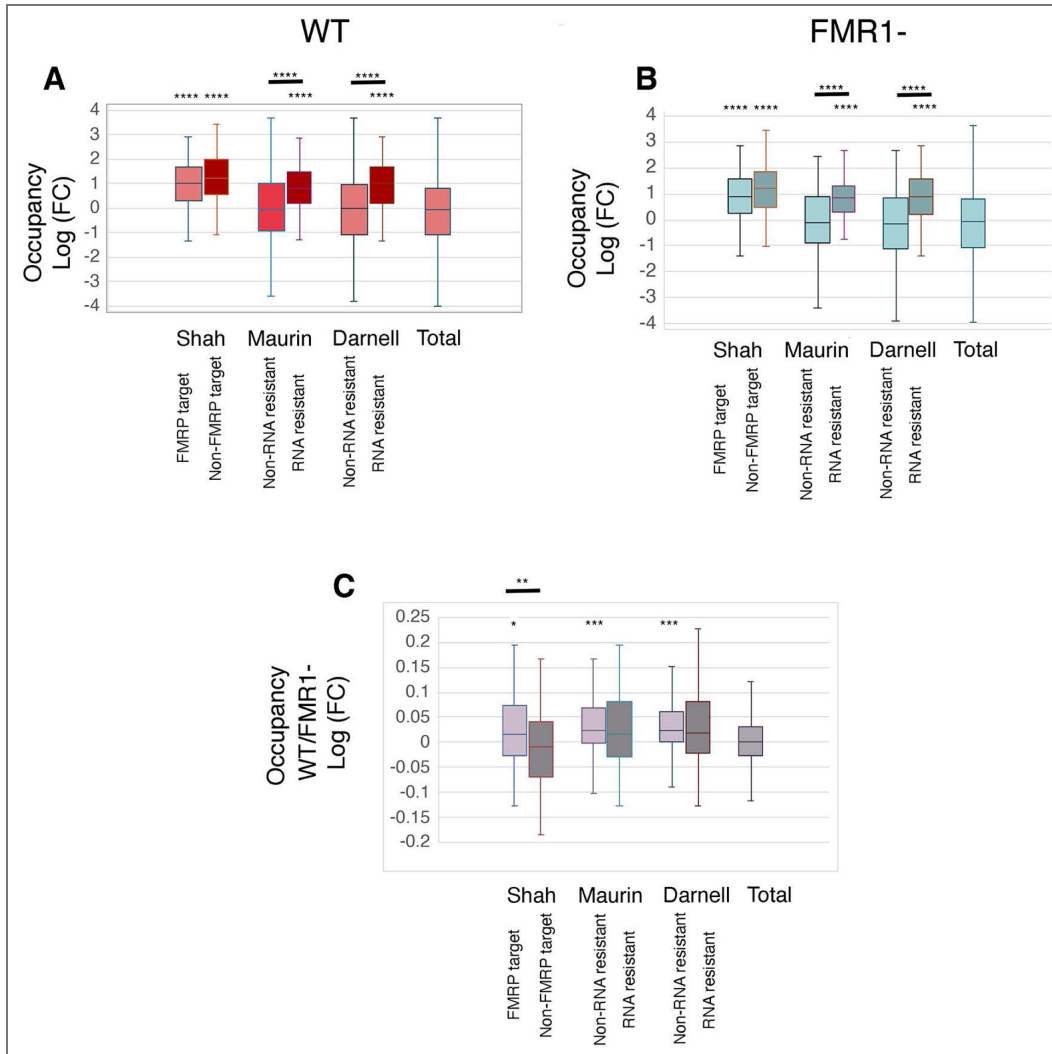 WT
FMR1-
A
**** ****
****
****
****
****
4
3
2
1
0
-1
-2
-3
-4
Occupancy
Log (FC)
Shah Maurin Darnell Total
FMRP target
Non-FMRP target
Non-RNA resistant
RNA resistant
Non-RNA resistant
RNA resistant
B
**** ****
****
****
****
****
4
3
2
1
0
-1
-2
-3
-4
Occupancy
Log (FC)
Shah Maurin Darnell Total
FMRP target
Non-FMRP target
Non-RNA resistant
RNA resistant
Non-RNA resistant
RNA resistant
C
**
* *** ***
0.25
0.2
0.15
0.1
0.05
0
-0.05
-0.1
-0.15
-0.2
Occupancy
WT/FMR1-
Log (FC)
Shah Maurin Darnell Total
FMRP target
Non-FMRP target
Non-RNA resistant
RNA resistant
Non-RNA resistant
RNA resistant